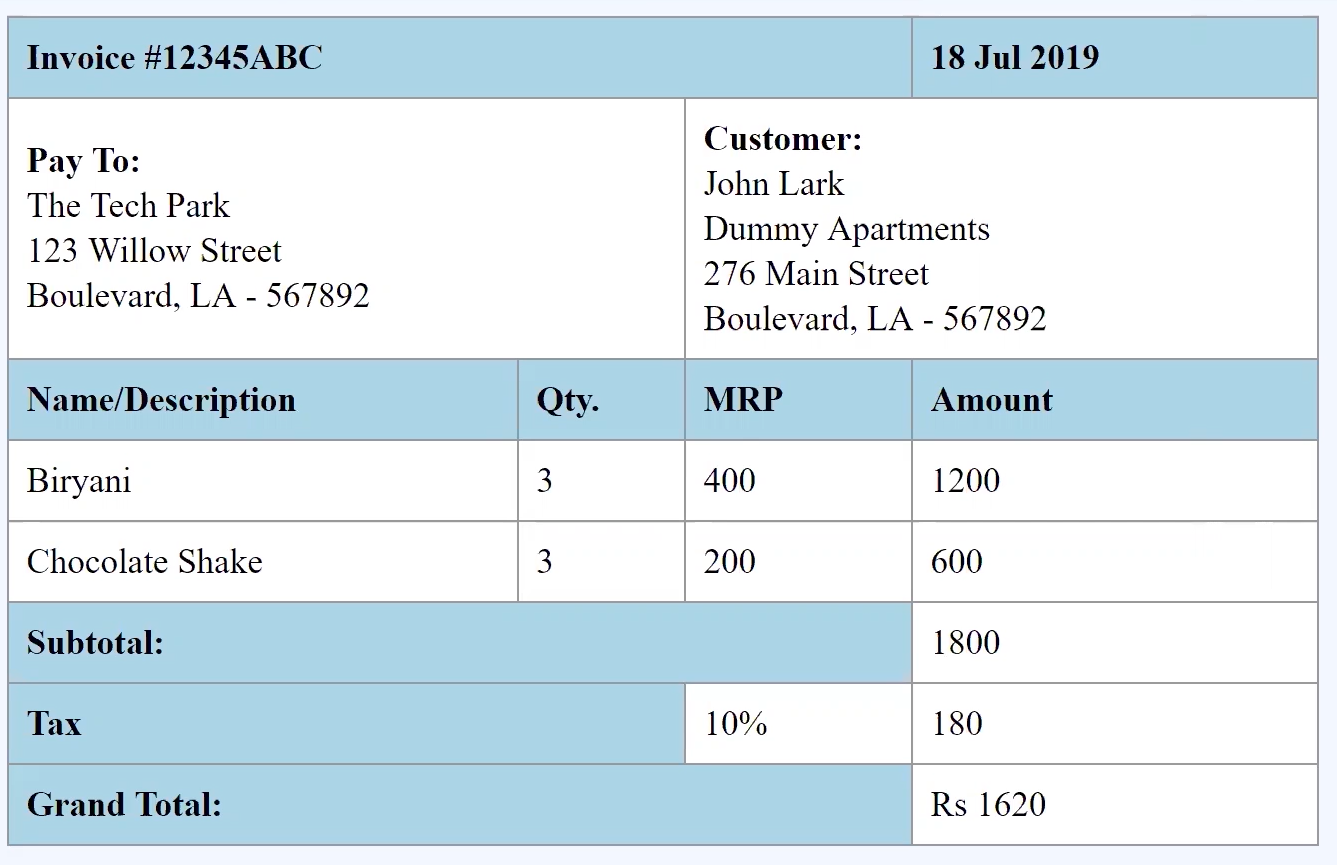 Invoice #12345ABC 18 Jul 2019
Pay To:
The Tech Park
123 Willow Street
Boulevard, LA - 567892
Customer:
John Lark
Dummy Apartments
276 Main Street
Boulevard, LA - 567892
Name/Description Qty. MRP Amount
Biryani 3 400 1200
Chocolate Shake 3 200 600
Subtotal: 1800
Tax 10% 180
Grand Total: Rs 1620